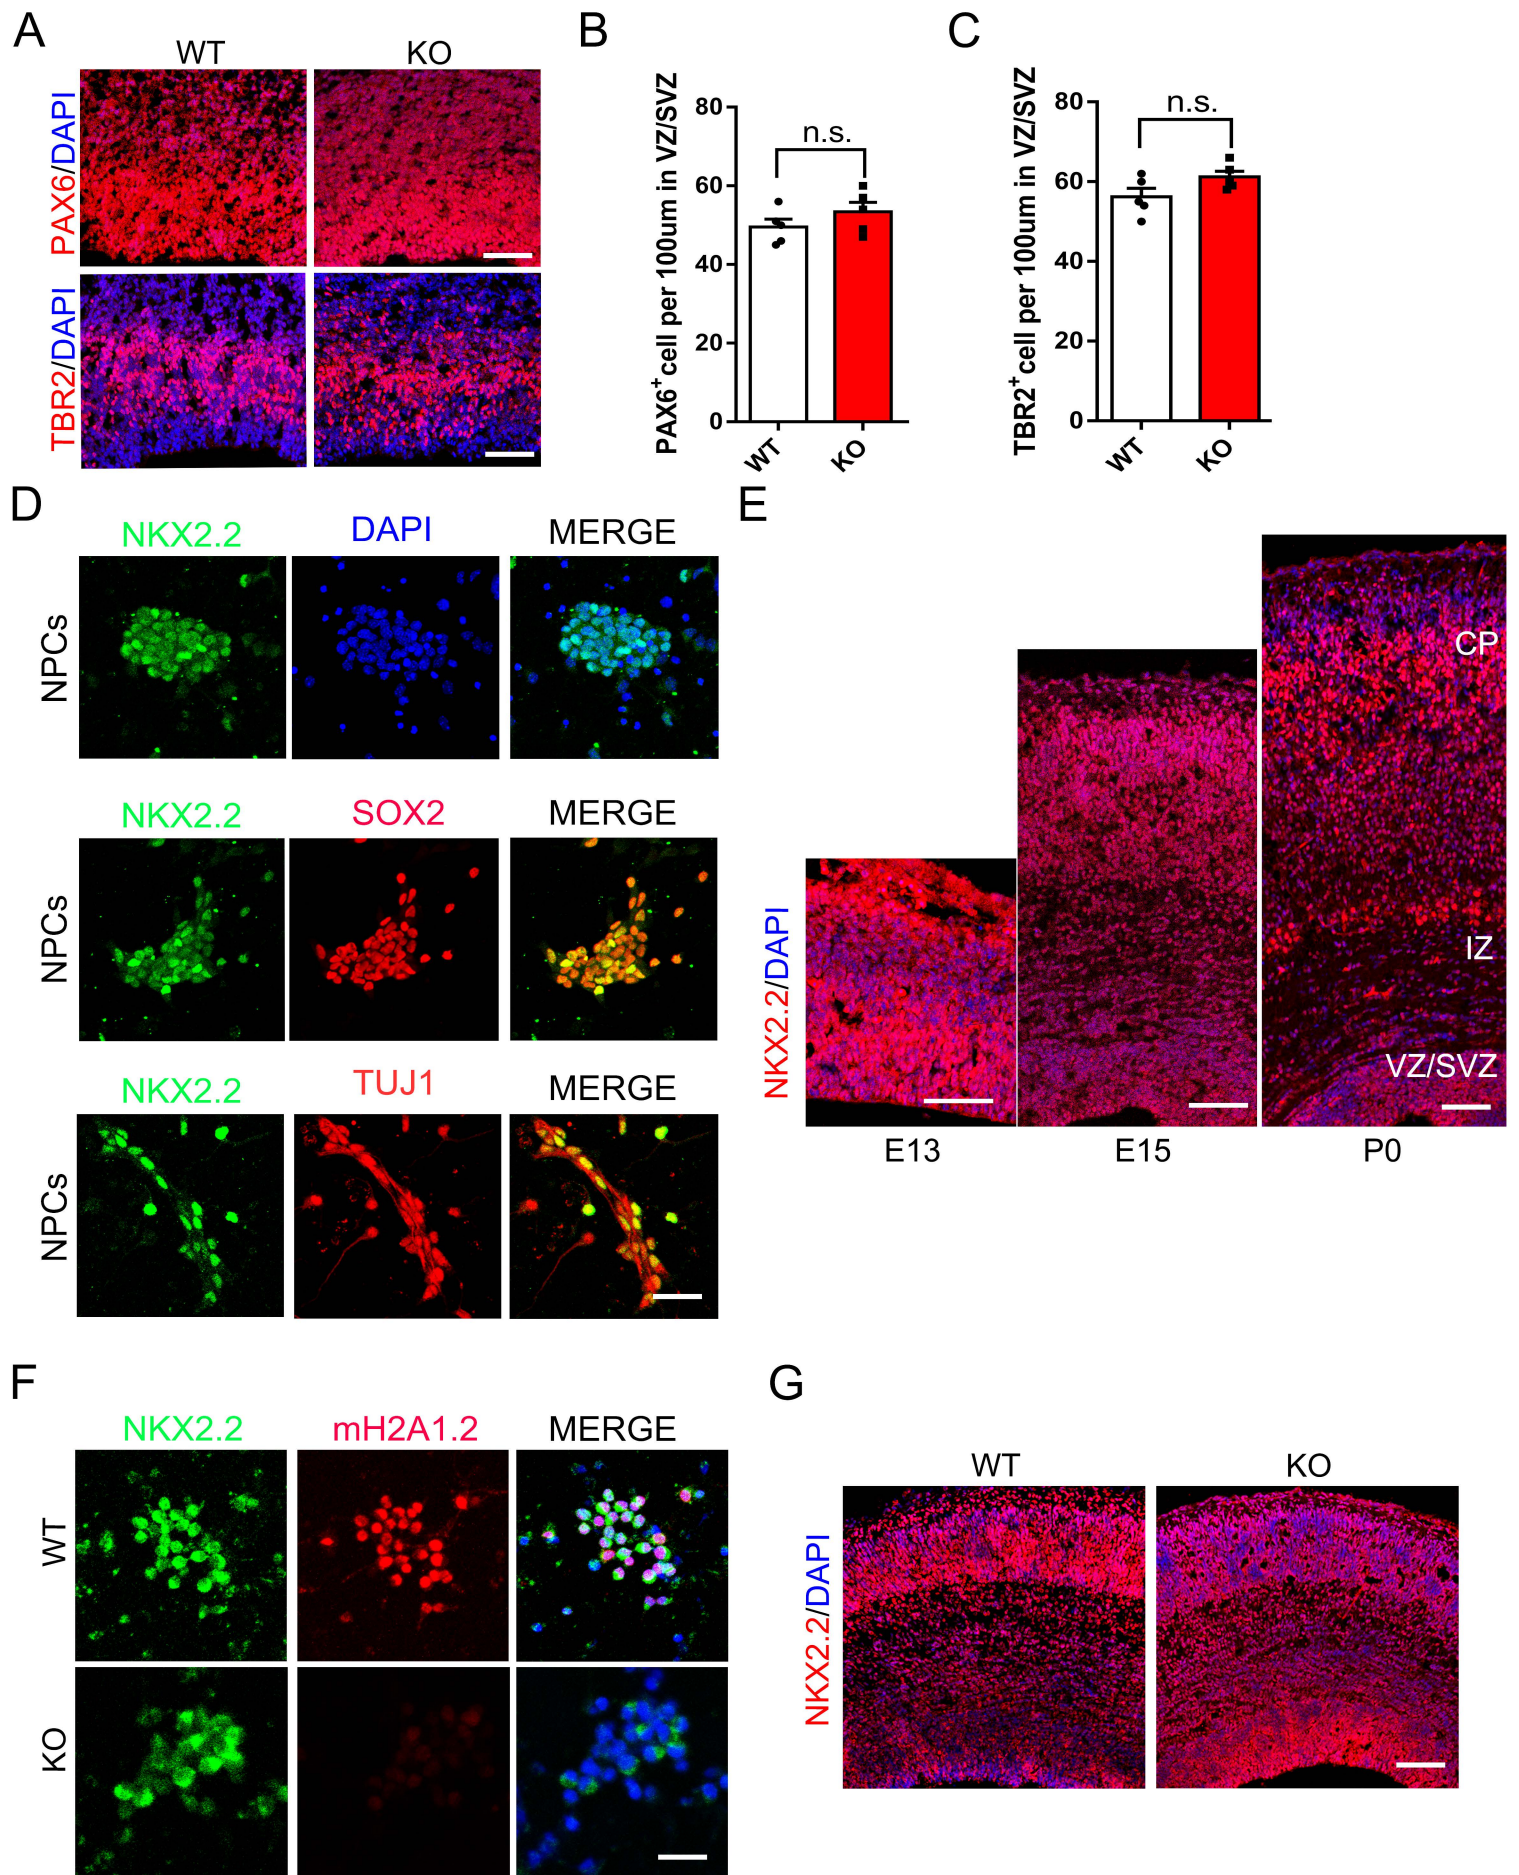 A
WT KO
PAX6/DAPI
TBR2/DAPI
B
PAX6+cell per 100um in VZ/SVZ
80
60
40
20
0
n.s.
WT KO
C
TBR2+cell per 100um in VZ/SVZ
80
60
40
20
0
n.s.
WT KO
D
NKX2.2 DAPI MERGE
NPCs
NKX2.2 SOX2 MERGE
NPCs
NKX2.2 TUJ1 MERGE
NPCs
E
NKX2.2/DAPI
CP
IZ
VZ/SVZ
E13 E15 P0
F
NKX2.2 mH2A1.2 MERGE
WT
KO
G
WT KO
NKX2.2/DAPI